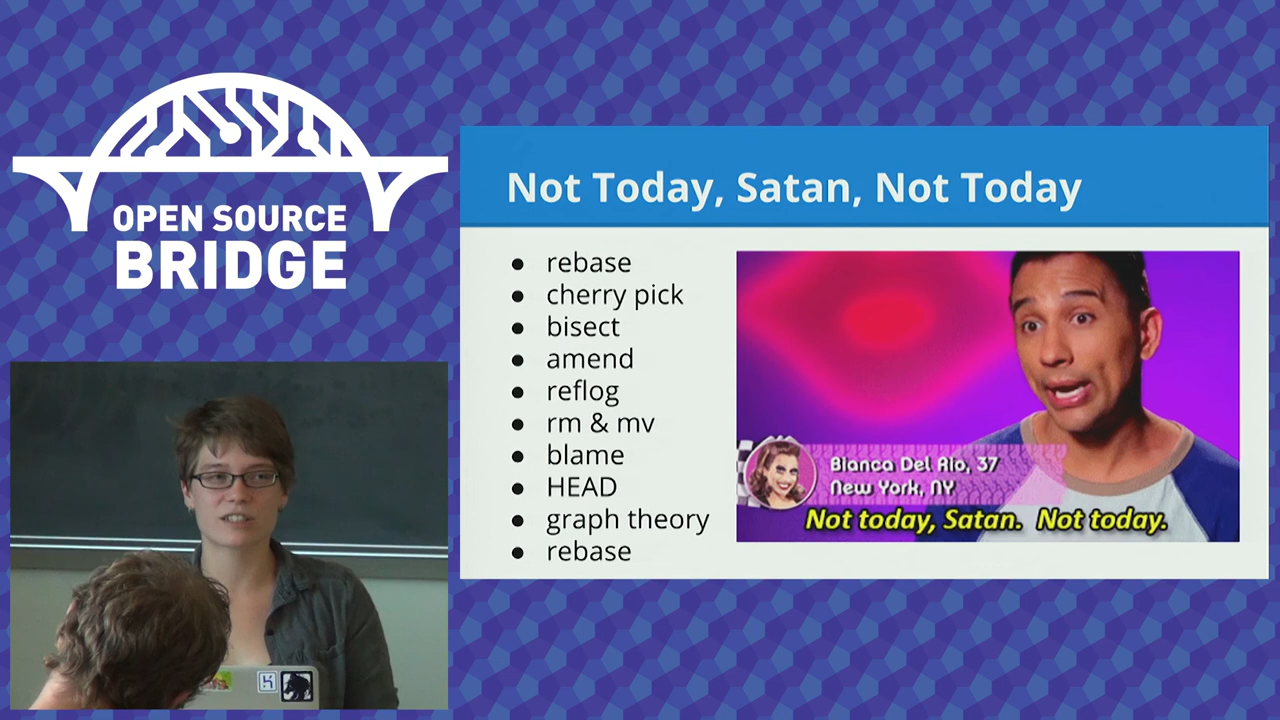 OPEN SOURCE
BRIDGE
Not Today, Satan, Not Today
● rebase
● cherry pick
● bisect
● amend
● reflog
● rm & mv
● blame
● HEAD
● graph theory
● rebase
Bianca Del Rio, 37
New York, NY
Not today, Satan. Not today.